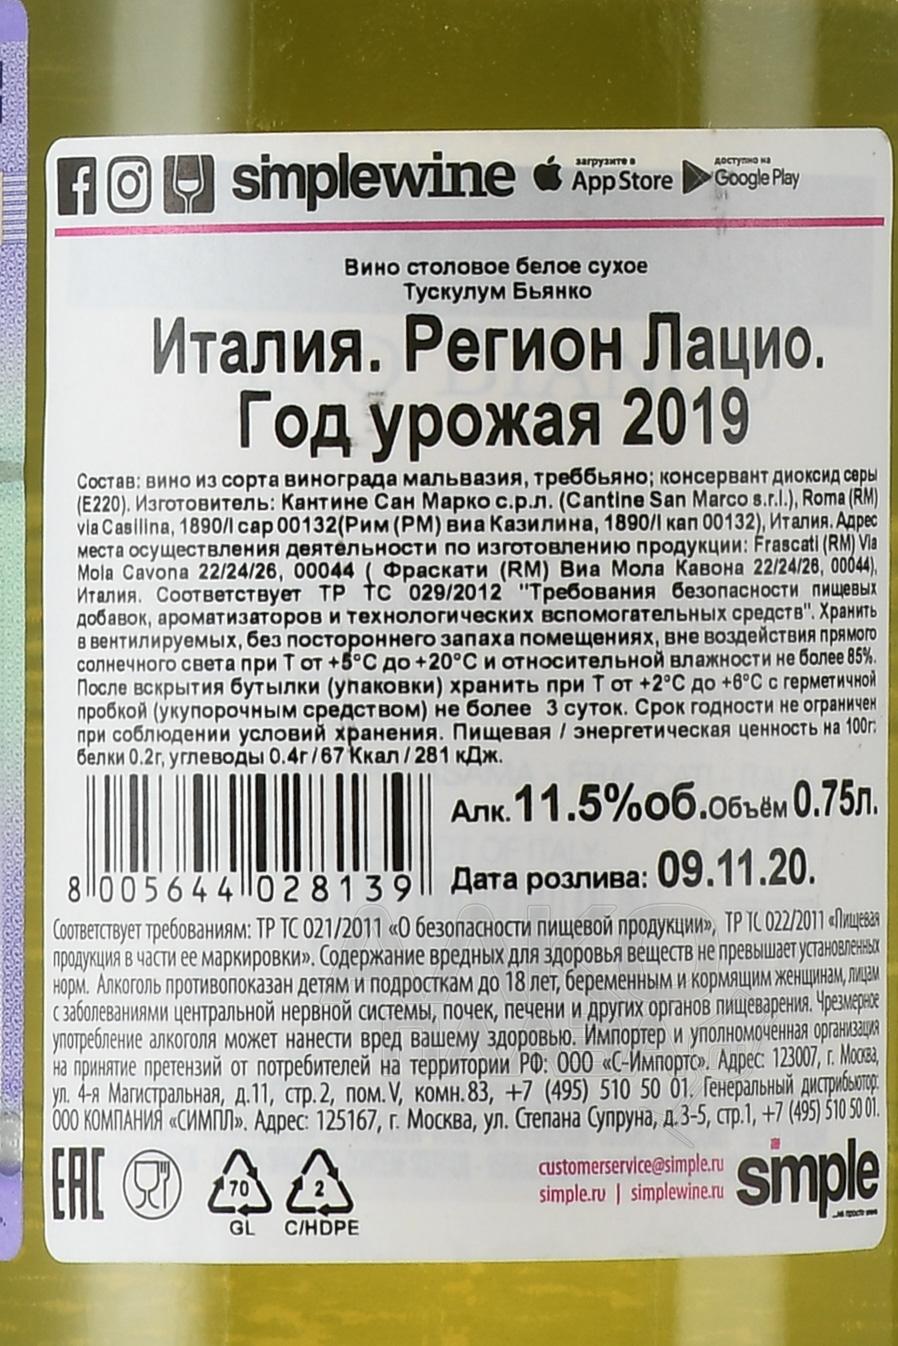 simplewine
загрузите в
App Store
доступно на
Google Play
Вино столовое белое сухое
Тускулум Бьянко
Италия. Регион Лацио.
Год урожая 2019
Состав: вино из сорта винограда мальвазия, треббьяно; консервант диоксид серы
(Е220). Изготовитель: Кантине Сан Марко с.р.л. (Cantine San Marco s.r.l.), Roma (RM)
via Casilina, 1890/I cap 00132(Рим (РМ) виа Казилина, 1890/I кап 00132), Италия. Адрес
места осуществления деятельности по изготовлению продукции: Frascati (RM) Via
Mola Cavona 22/24/26, 00044 ( Фраскати (RM) Виа Мола Кавона 22/24/26, 00044),
Италия. Соответствует ТР ТС 029/2012 "Требования безопасности пищевых
добавок, ароматизаторов и технологических вспомогательных средств". Хранить
в вентилируемых, без постороннего запаха помещениях, вне воздействия прямого
солнечного света при Т от +5°С до +20°С и относительной влажности не более 85%.
После вскрытия бутылки (упаковки) хранить при Т от +2°С до +6°С с герметичной
пробкой (укупорочным средством) не более 3 суток. Срок годности не ограничен
при соблюдении условий хранения. Пищевая / энергетическая ценность на 100г:
белки 0.2г, углеводы 0.4г / 67 Ккал / 281 кДж.
Алк. 11.5%об. Объём 0.75л.
Дата розлива: 09.11.20.
8 005644 028139
Соответствует требованиям: ТР ТС 021/2011 «О безопасности пищевой продукции», ТР ТС 022/2011 «Пищевая
продукция в части ее маркировки». Содержание вредных для здоровья веществ не превышает установленных
норм. Алкоголь противопоказан детям и подросткам до 18 лет, беременным и кормящим женщинам, лицам
с заболеваниями центральной нервной системы, почек, печени и других органов пищеварения. Чрезмерное
употребление алкоголя может нанести вред вашему здоровью. Импортер и уполномоченная организация
на принятие претензий от потребителей на территории РФ: ООО «С-Импортс». Адрес: 123007, г. Москва,
ул. 4-я Магистральная, д.11, стр.2, пом.V, комн.83, +7 (495) 510 50 01. Генеральный дистрибьютор:
ООО КОМПАНИЯ «СИМПЛ». Адрес: 125167, г. Москва, ул. Степана Супруна, д.3-5, стр.1, +7 (495) 510 50 01.
EAC
70
GL
2
C/HDPE
customerservice@simple.ru
simple.ru | simplewine.ru
simple
...не просто вино